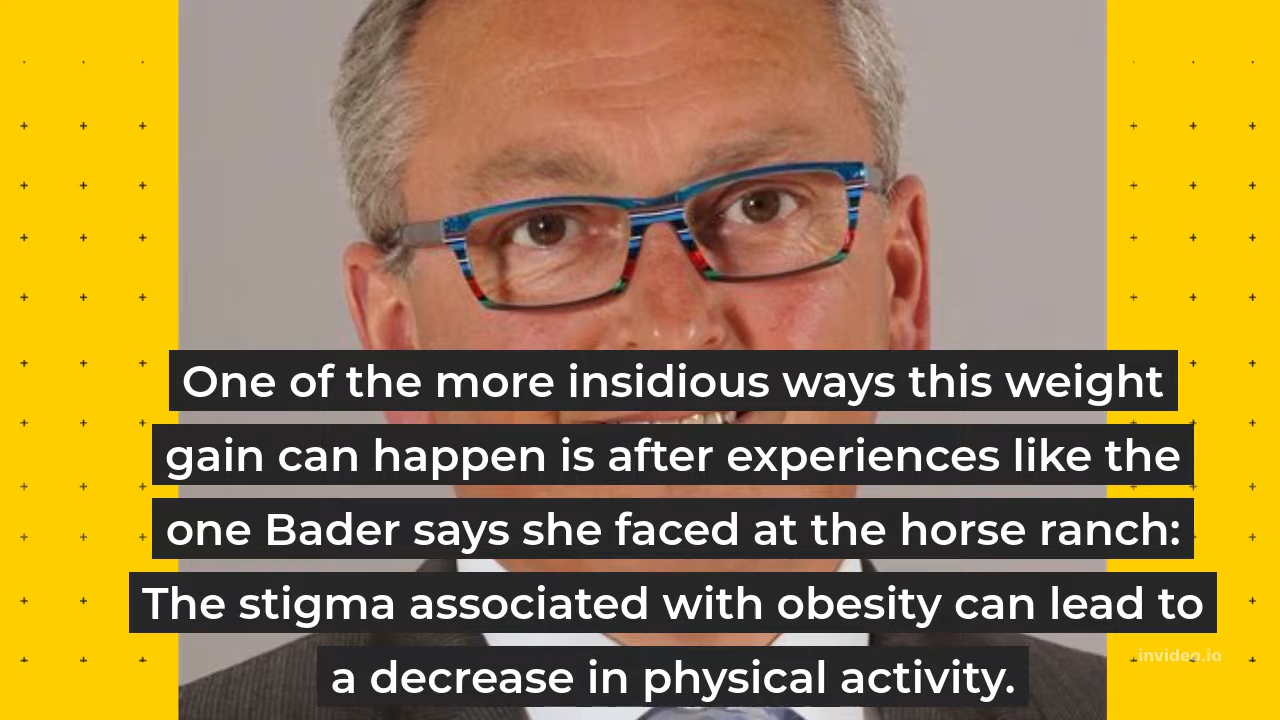 One of the more insidious ways this weight
gain can happen is after experiences like the
one Bader says she faced at the horse ranch:
The stigma associated with obesity can lead to
a decrease in physical activity.
.invideo.io